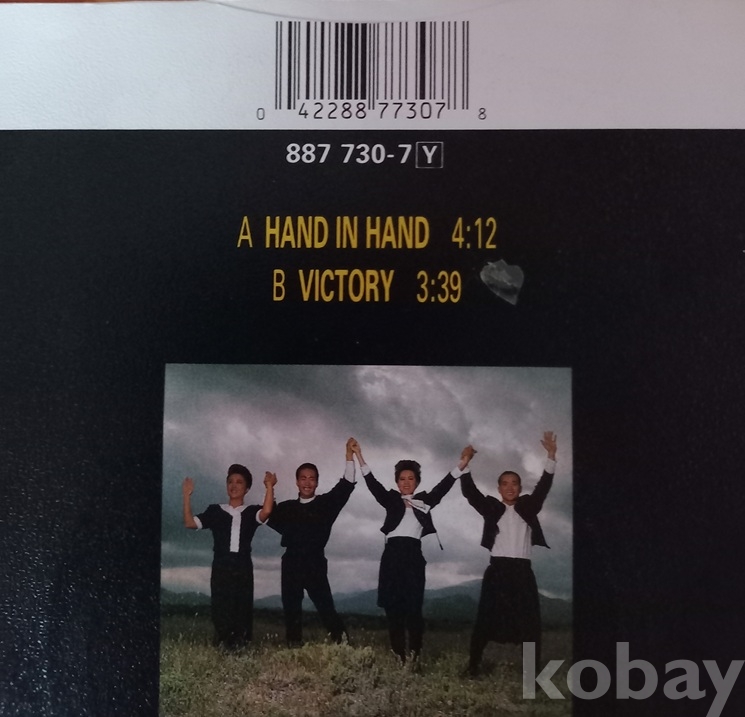 0 42288 77307 8
887 730-7 Y
A HAND IN HAND 4:12
B VICTORY 3:39
kobay